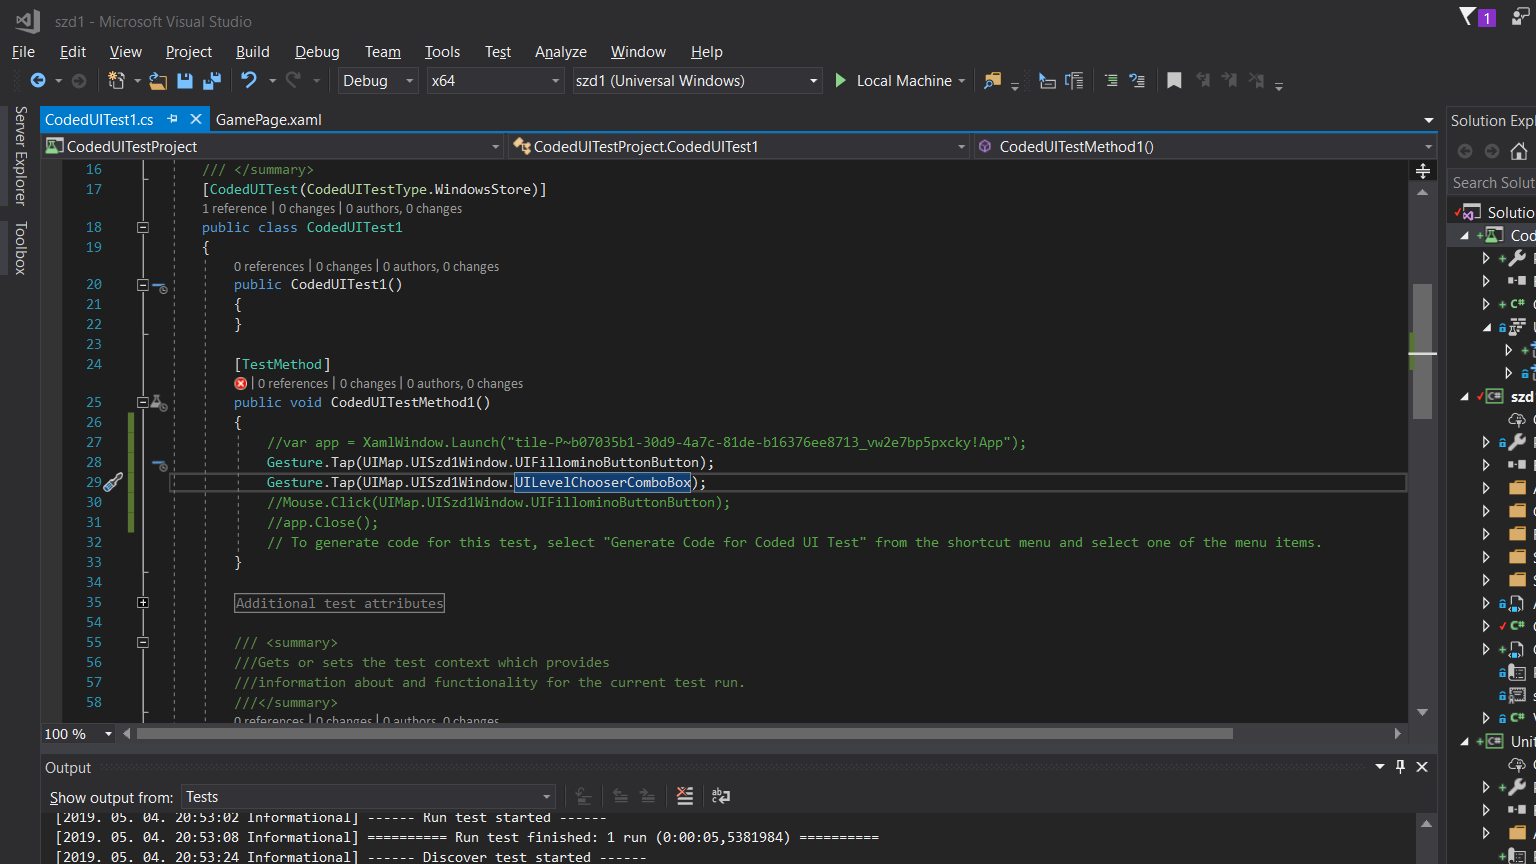 szd1 - Microsoft Visual Studio
1
File Edit View Project Build Debug Team Tools Test Analyze Window Help
Debug x64 szd1 (Universal Windows) Local Machine
Server Explorer
Toolbox
CodedUITest1.cs GamePage.xaml
CodedUITestProject CodedUITestProject.CodedUITest1 CodedUITestMethod1()
16 /// </summary>
17 [CodedUITest(CodedUITestType.WindowsStore)]
1 reference | 0 changes | 0 authors, 0 changes
18 public class CodedUITest1
19 {
0 references | 0 changes | 0 authors, 0 changes
20 public CodedUITest1()
21 {
22 }
23
24 [TestMethod]
| 0 references | 0 changes | 0 authors, 0 changes
25 public void CodedUITestMethod1()
26 {
27 //var app = XamlWindow.Launch("tile-P~b07035b1-30d9-4a7c-81de-b16376ee8713_vw2e7bp5pxcky!App");
28 Gesture.Tap(UIMap.UISzd1Window.UIFillominoButtonButton);
29 Gesture.Tap(UIMap.UISzd1Window.UILevelChooserComboBox);
30 //Mouse.Click(UIMap.UISzd1Window.UIFillominoButtonButton);
31 //app.Close();
32 // To generate code for this test, select "Generate Code for Coded UI Test" from the shortcut menu and select one of the menu items.
33 }
34
35 Additional test attributes
54
55 /// <summary>
56 ///Gets or sets the test context which provides
57 ///information about and functionality for the current test run.
58 ///</summary>
0 references | 0 changes | 0 authors, 0 changes
100 %
Output
Show output from: Tests
[2019. 05. 04. 20:53:02 Informational] ------ Run test started ------
[2019. 05. 04. 20:53:08 Informational] ========== Run test finished: 1 run (0:00:05,5381984) ==========
[2019. 05. 04. 20:53:24 Informational] ------ Discover test started ------
Solution Expl
Search Solut
Solutio
Cod
szd
Unit